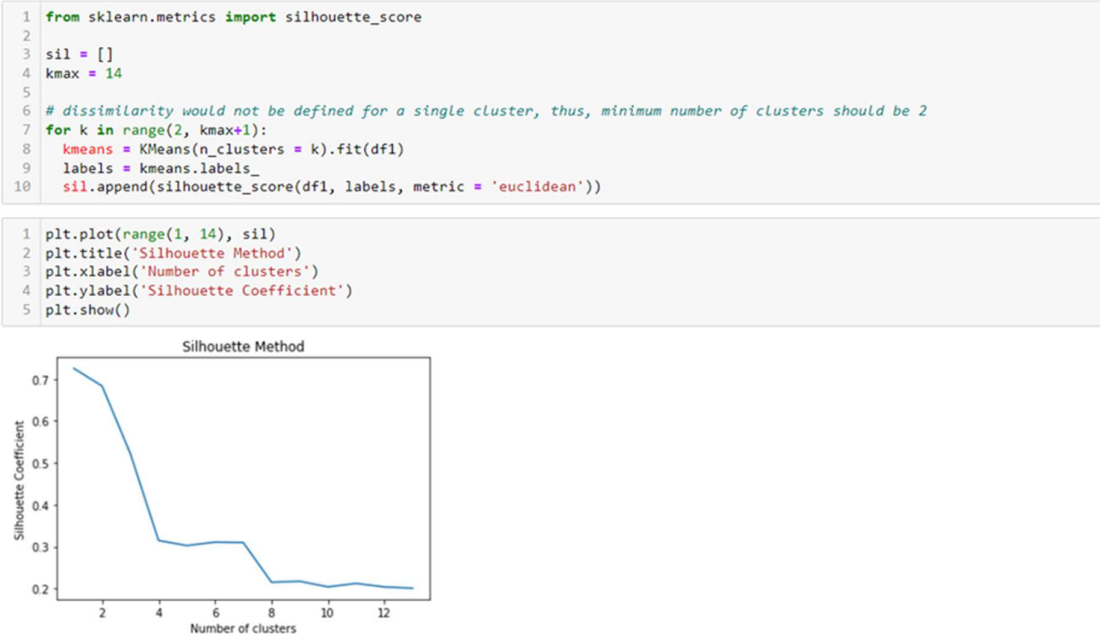 1 from sklearn.metrics import silhouette_score
2
3 sil = []
4 kmax = 14
5
6 # dissimilarity would not be defined for a single cluster, thus, minimum number of clusters should be 2
7 for k in range(2, kmax+1):
8   kmeans = KMeans(n_clusters = k).fit(df1)
9   labels = kmeans.labels_
10   sil.append(silhouette_score(df1, labels, metric = 'euclidean'))
1 plt.plot(range(1, 14), sil)
2 plt.title('Silhouette Method')
3 plt.xlabel('Number of clusters')
4 plt.ylabel('Silhouette Coefficient')
5 plt.show()
Silhouette Method
Silhouette Coefficient
0.7
0.6
0.5
0.4
0.3
0.2
2 4 6 8 10 12
Number of clusters